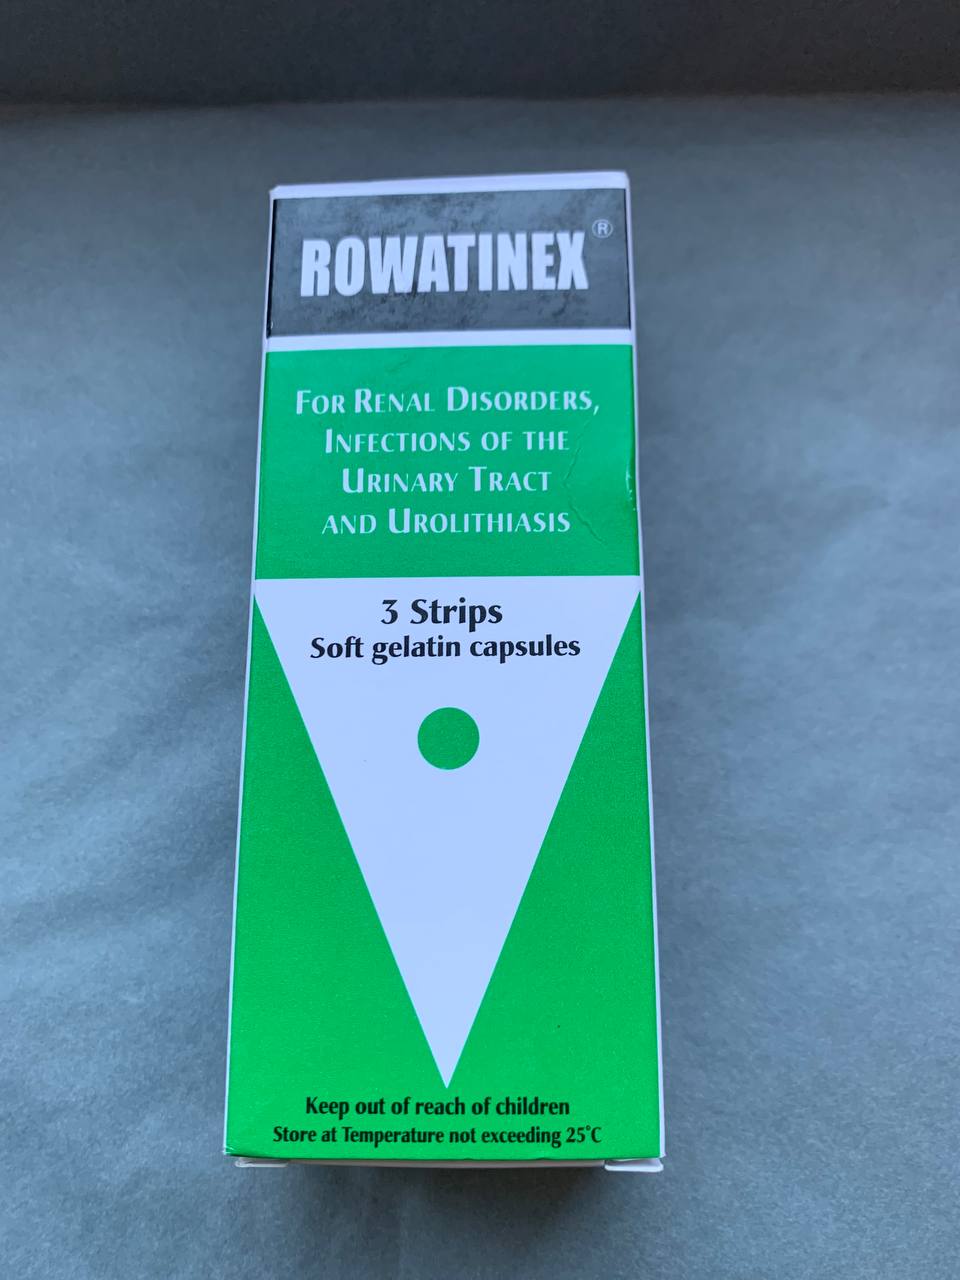 ROWATINEX®
FOR RENAL DISORDERS,
INFECTIONS OF THE
URINARY TRACT
AND UROLITHIASIS
3 Strips
Soft gelatin capsules
Keep out of reach of children
Store at Temperature not exceeding 25°C